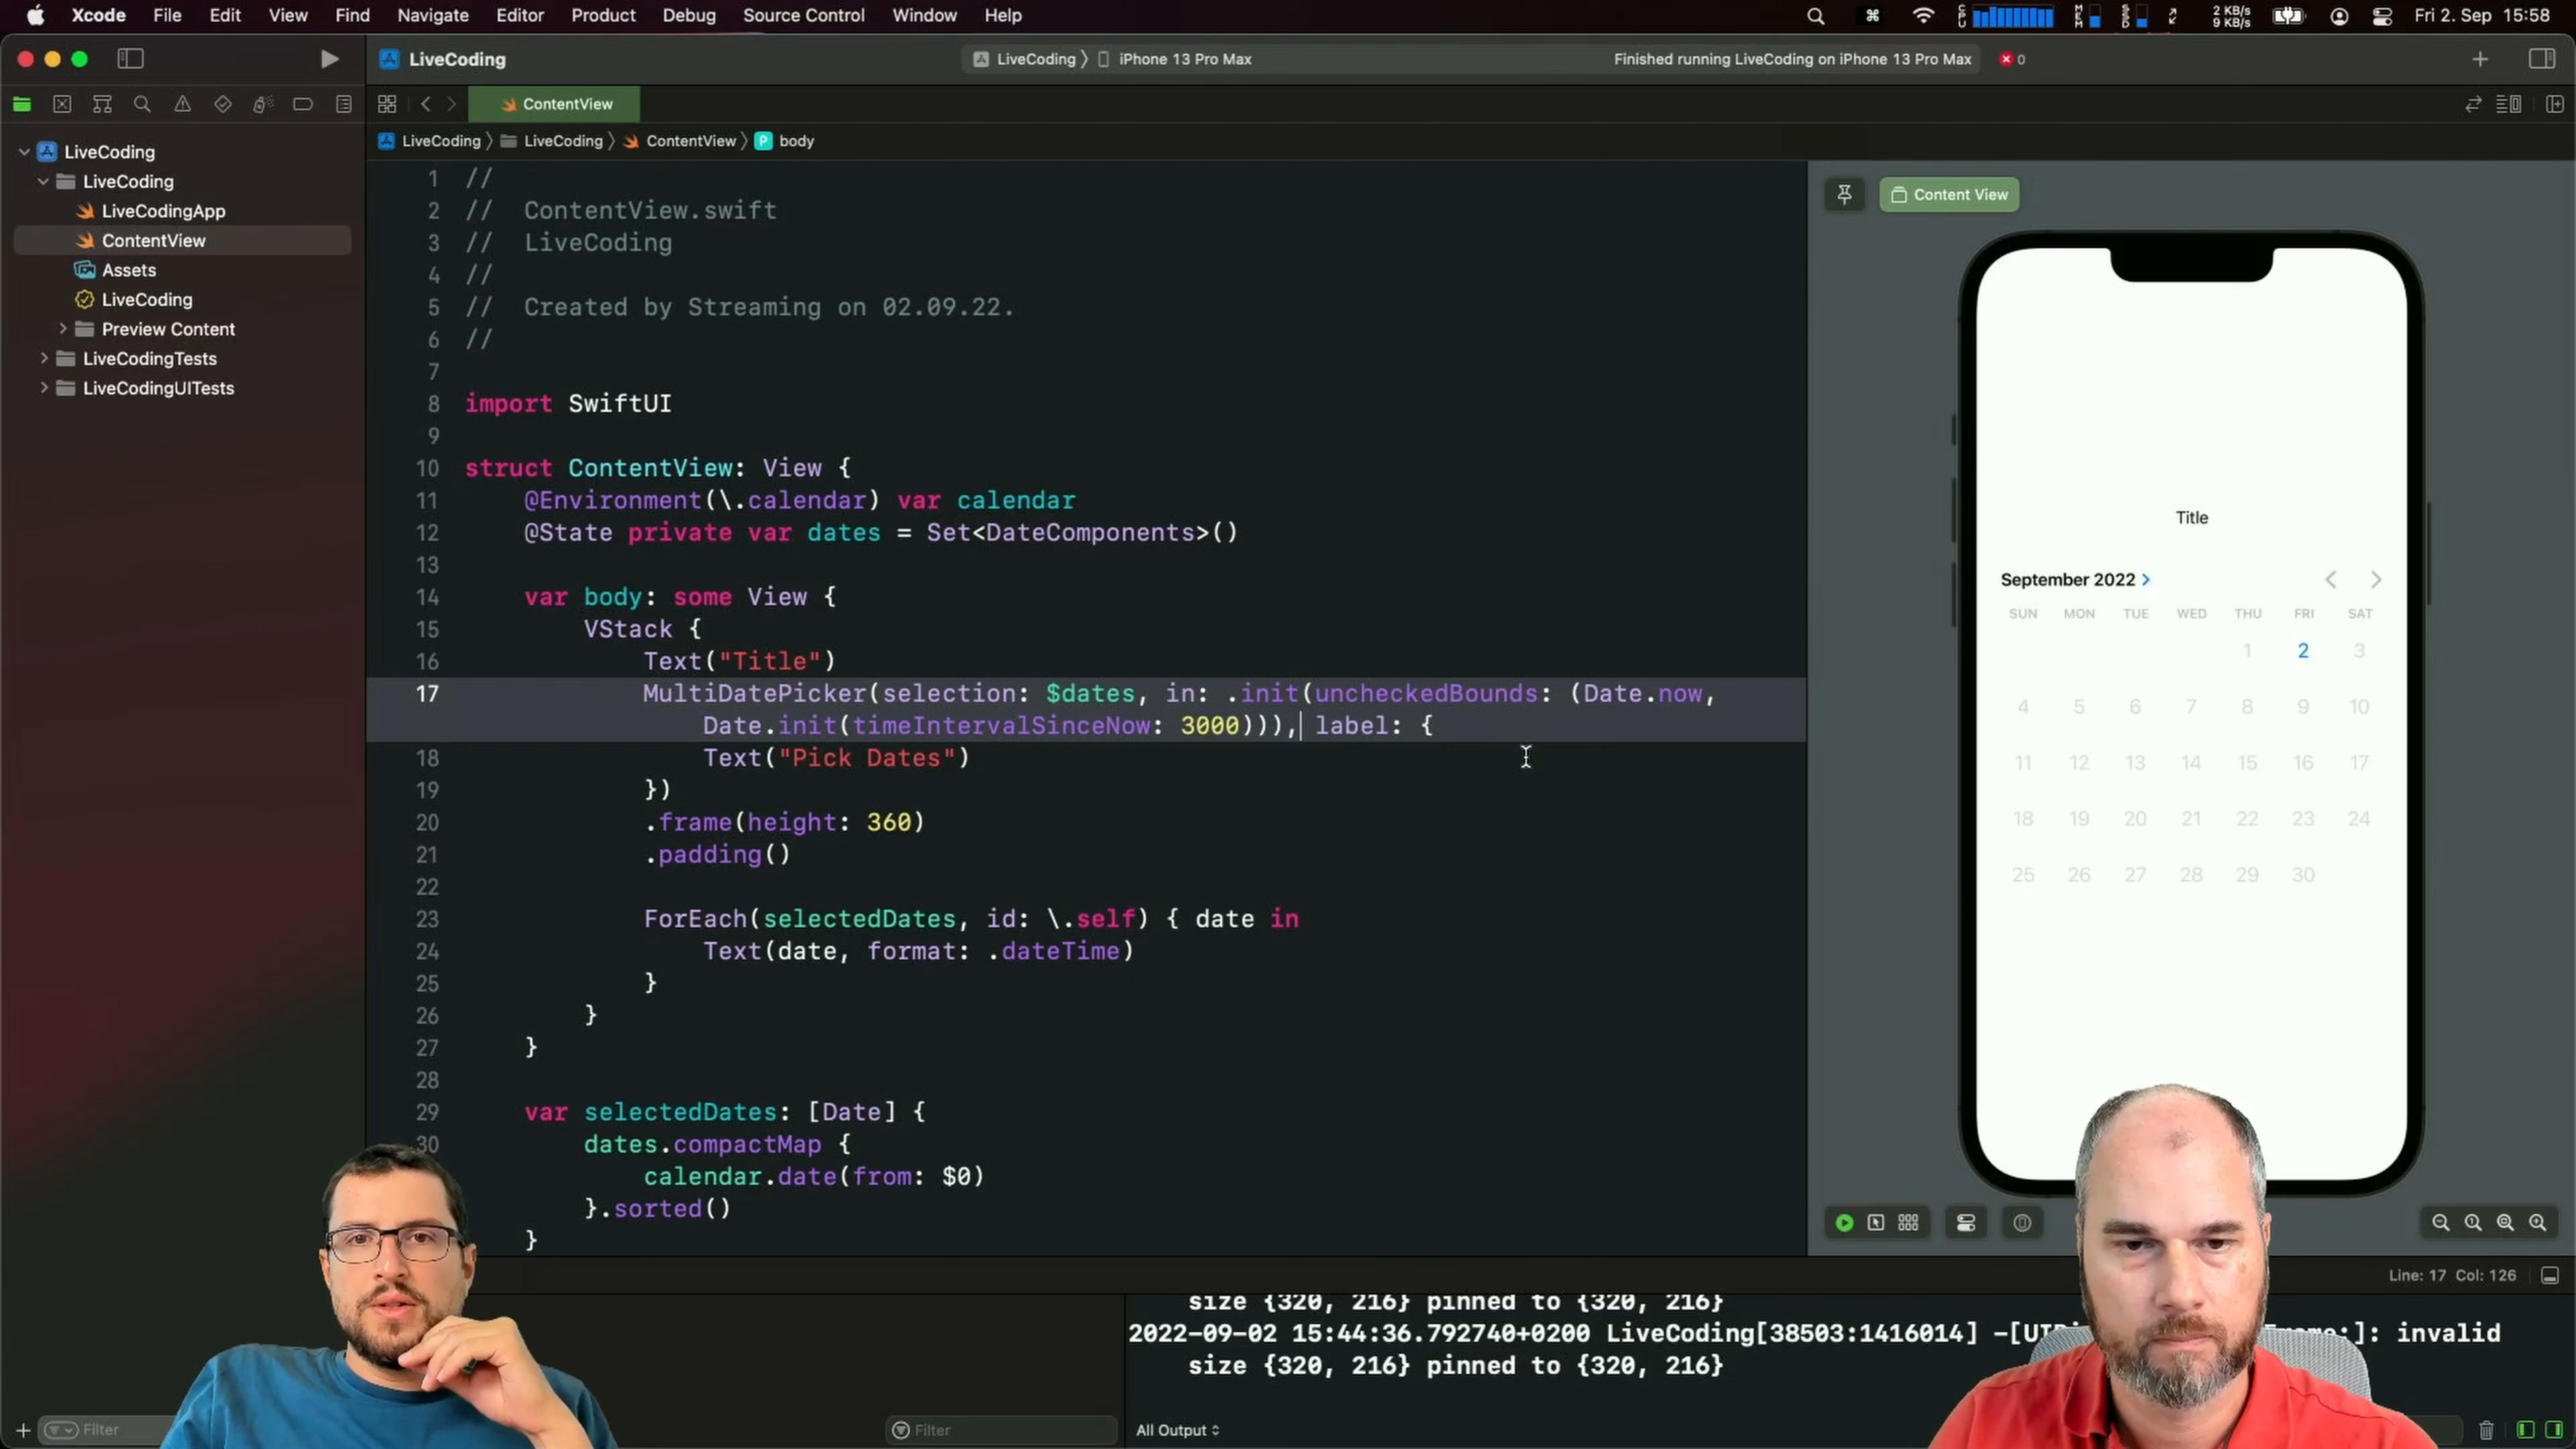 Xcode File Edit View Find Navigate Editor Product Debug Source Control Window Help
CPU MEM SSD 2 KB/s 9 KB/s Fri 2. Sep 15:58
LiveCoding
LiveCoding 〉 iPhone 13 Pro Max
Finished running LiveCoding on iPhone 13 Pro Max
0
ContentView
LiveCoding 〉 LiveCoding 〉 ContentView 〉 P body
LiveCoding
LiveCoding
LiveCodingApp
ContentView
Assets
LiveCoding
Preview Content
LiveCodingTests
LiveCodingUITests
1 //
2 //  ContentView.swift
3 //  LiveCoding
4 //
5 //  Created by Streaming on 02.09.22.
6 //
7
8 import SwiftUI
9
10 struct ContentView: View {
11     @Environment(\.calendar) var calendar
12     @State private var dates = Set<DateComponents>()
13
14     var body: some View {
15         VStack {
16             Text("Title")
17             MultiDatePicker(selection: $dates, in: .init(uncheckedBounds: (Date.now,
                Date.init(timeIntervalSinceNow: 3000))), label: {
18                 Text("Pick Dates")
19             })
20             .frame(height: 360)
21             .padding()
22
23             ForEach(selectedDates, id: \.self) { date in
24                 Text(date, format: .dateTime)
25             }
26         }
27     }
28
29     var selectedDates: [Date] {
30         dates.compactMap {
            calendar.date(from: $0)
        }.sorted()
    }
Content View
Title
September 2022
SUN MON TUE WED THU FRI SAT
1 2 3
4 5 6 7 8 9 10
11 12 13 14 15 16 17
18 19 20 21 22 23 24
25 26 27 28 29 30
Line: 17 Col: 126
size {320, 216} pinned to {320, 216}
2022-09-02 15:44:36.792740+0200 LiveCoding[38503:1416014] -[UI rame:]: invalid
size {320, 216} pinned to {320, 216}
Filter
Filter
All Output